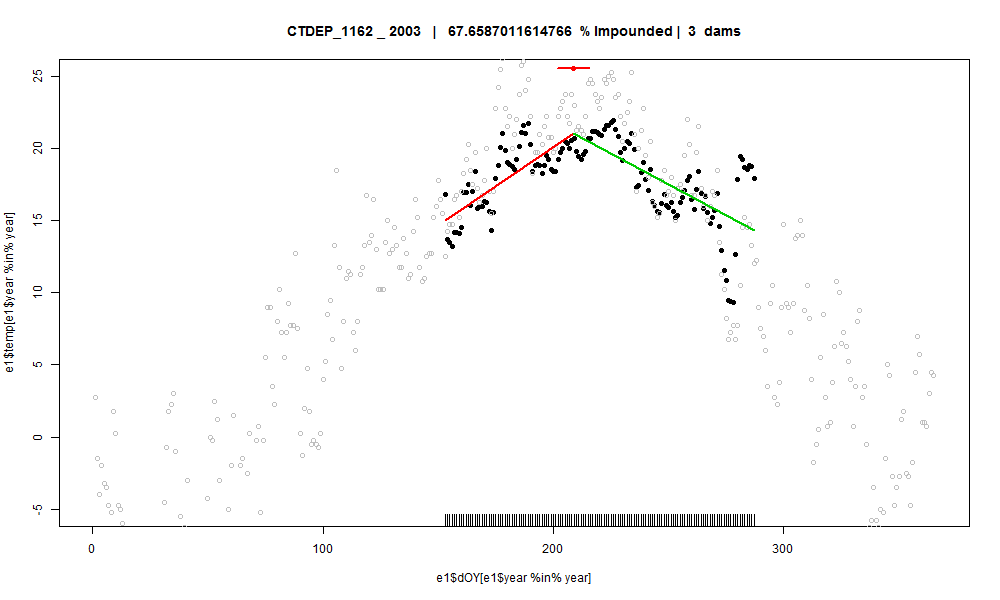 CTDEP_1162 _ 2003 | 67.6587011614766 % Impounded | 3 dams
25
20
15
10
5
0
-5
e1$temp[e1$year %in% year]
0 100 200 300
e1$dOY[e1$year %in% year]